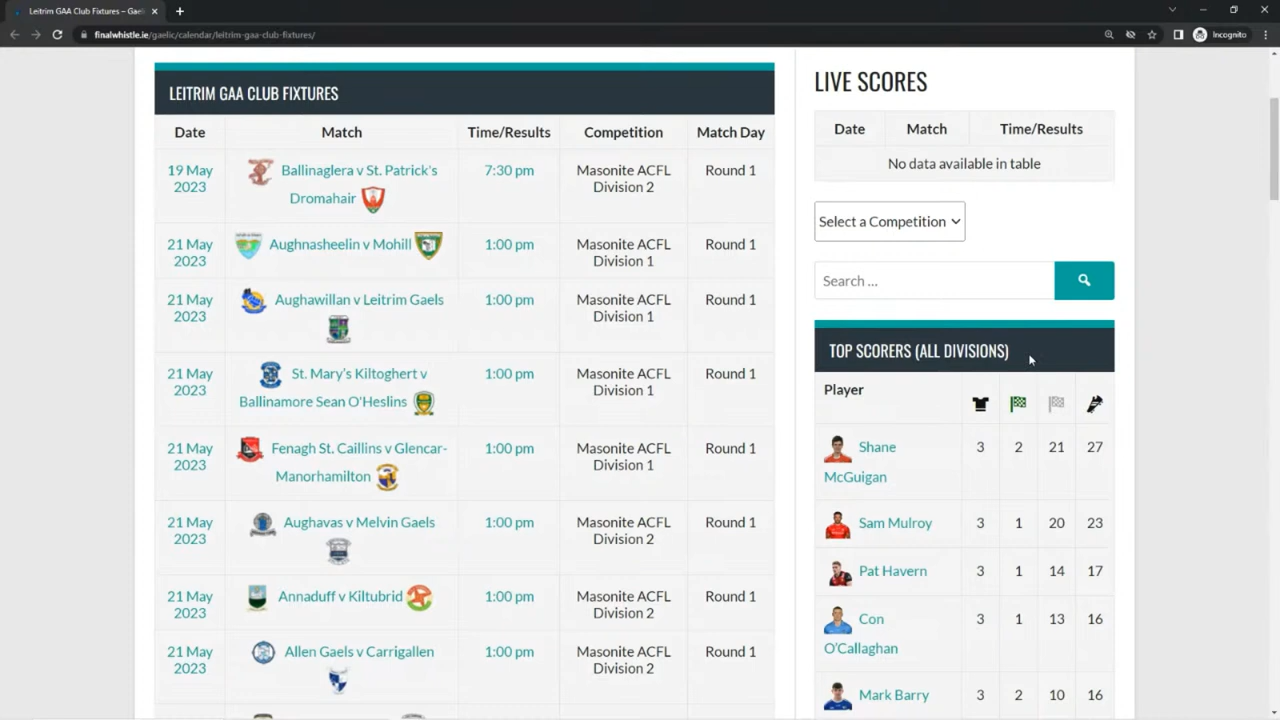 Leitrim GAA Club Fixtures – Gael
finalwhistle.ie/gaelic/calendar/leitrim-gaa-club-fixtures/
Incognito
LEITRIM GAA CLUB FIXTURES
Date Match Time/Results Competition Match Day
19 May Ballinaglera v St. Patrick's 7:30 pm Masonite ACFL Round 1
2023 Dromahair Division 2
21 May Aughnasheelin v Mohill 1:00 pm Masonite ACFL Round 1
2023 Division 1
21 May Aughawillan v Leitrim Gaels 1:00 pm Masonite ACFL Round 1
2023 Division 1
21 May St. Mary's Kiltoghert v 1:00 pm Masonite ACFL Round 1
2023 Ballinamore Sean O'Heslins Division 1
21 May Fenagh St. Caillins v Glencar- 1:00 pm Masonite ACFL Round 1
2023 Manorhamilton Division 1
21 May Aughavas v Melvin Gaels 1:00 pm Masonite ACFL Round 1
2023 Division 2
21 May Annaduff v Kiltubrid 1:00 pm Masonite ACFL Round 1
2023 Division 2
21 May Allen Gaels v Carrigallen 1:00 pm Masonite ACFL Round 1
2023 Division 2
LIVE SCORES
Date Match Time/Results
No data available in table
Select a Competition
Search ...
TOP SCORERS (ALL DIVISIONS)
Player
Shane 3 2 21 27
McGuigan
Sam Mulroy 3 1 20 23
Pat Havern 3 1 14 17
Con 3 1 13 16
O'Callaghan
Mark Barry 3 2 10 16